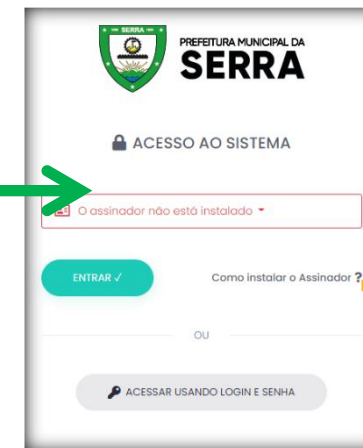 SERRA
PREFEITURA MUNICIPAL DA
SERRA
ACESSO AO SISTEMA
O assinador não está instalado
ENTRAR ✓
Como instalar o Assinador ?
OU
ACESSAR USANDO LOGIN E SENHA